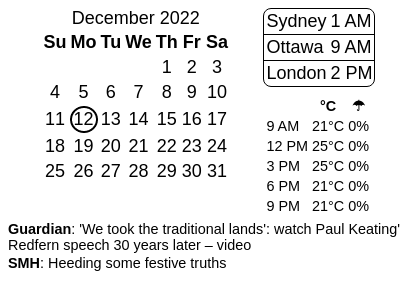 December 2022
Su Mo Tu We Th Fr Sa
1 2 3
4 5 6 7 8 9 10
11 12 13 14 15 16 17
18 19 20 21 22 23 24
25 26 27 28 29 30 31
Sydney 1 AM
Ottawa 9 AM
London 2 PM
°C ☂
9 AM 21°C 0%
12 PM 25°C 0%
3 PM 25°C 0%
6 PM 21°C 0%
9 PM 21°C 0%
Guardian: 'We took the traditional lands': watch Paul Keating'
Redfern speech 30 years later – video
SMH: Heeding some festive truths